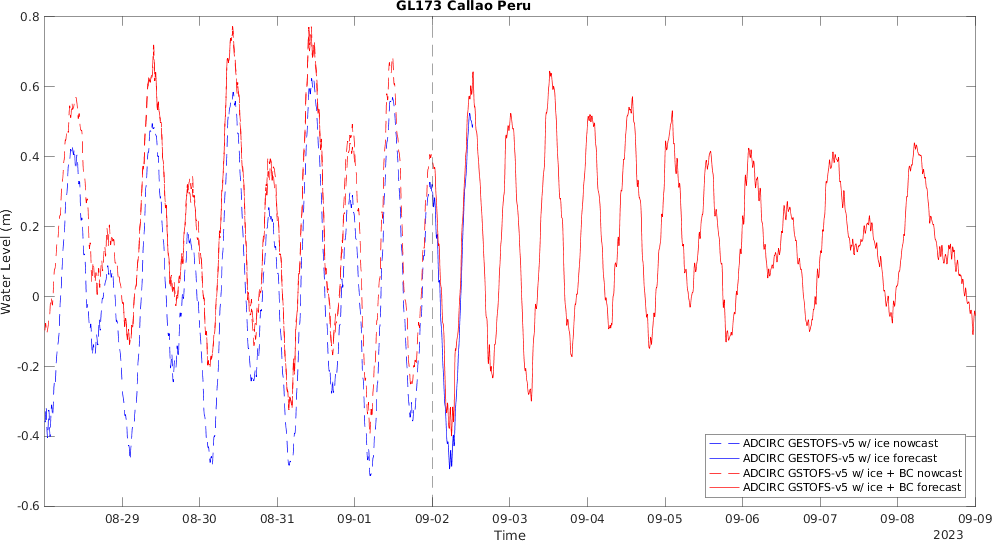 GL173 Callao Peru
Water Level (m)
0.8
0.6
0.4
0.2
0
-0.2
-0.4
-0.6
08-29 08-30 08-31 09-01 09-02 09-03 09-04 09-05 09-06 09-07 09-08 09-09
Time
2023
ADCIRC GESTOFS-v5 w/ ice nowcast
ADCIRC GESTOFS-v5 w/ ice forecast
ADCIRC GSTOFS-v5 w/ ice + BC nowcast
ADCIRC GSTOFS-v5 w/ ice + BC forecast